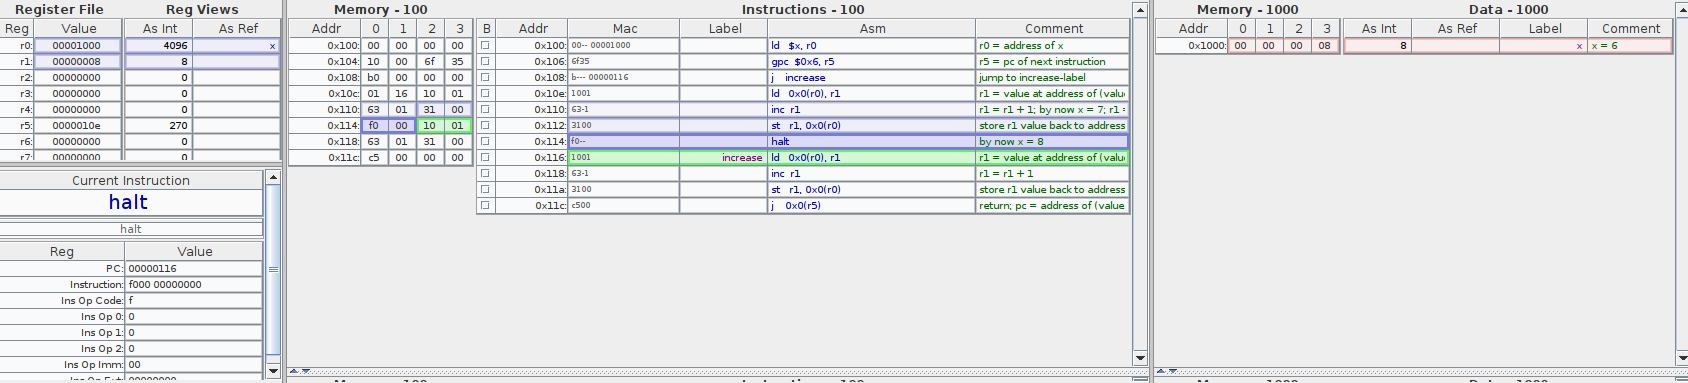 Register File Reg Views
Reg Value As Int As Ref
r0: 00001000 4096 x
r1: 00000008 8
r2: 00000000 0
r3: 00000000 0
r4: 00000000 0
r5: 0000010e 270
r6: 00000000 0
r7: 00000000 0
Current Instruction
halt
halt
Reg Value
PC: 00000116
Instruction: f000 00000000
Ins Op Code: f
Ins Op 0: 0
Ins Op 1: 0
Ins Op 2: 0
Ins Op Imm: 00
Ins Op Ext: 00000000
Memory - 100
Addr 0 1 2 3
0x100: 00 00 00 00
0x104: 10 00 6f 35
0x108: b0 00 00 00
0x10c: 01 16 10 01
0x110: 63 01 31 00
0x114: f0 00 10 01
0x118: 63 01 31 00
0x11c: c5 00 00 00
Instructions - 100
B Addr Mac Label Asm Comment
0x100: 00-- 00001000 ld $x, r0 r0 = address of x
0x106: 6f35 gpc $0x6, r5 r5 = pc of next instruction
0x108: b--- 00000116 j increase jump to increase-label
0x10e: 1001 ld 0x0(r0), r1 r1 = value at address of (valu
0x110: 63-1 inc r1 r1 = r1 + 1; by now x = 7; r1 =
0x112: 3100 st r1, 0x0(r0) store r1 value back to address
0x114: f0-- halt by now x = 8
0x116: 1001 increase ld 0x0(r0), r1 r1 = value at address of (valu
0x118: 63-1 inc r1 r1 = r1 + 1
0x11a: 3100 st r1, 0x0(r0) store r1 value back to address
0x11c: c500 j 0x0(r5) return; pc = address of (value
Memory - 100 Instructions - 100
Memory - 1000 Data - 1000
Addr 0 1 2 3 As Int As Ref Label Comment
0x1000: 00 00 00 08 8 x x = 6
Memory - 1000 Data - 1000